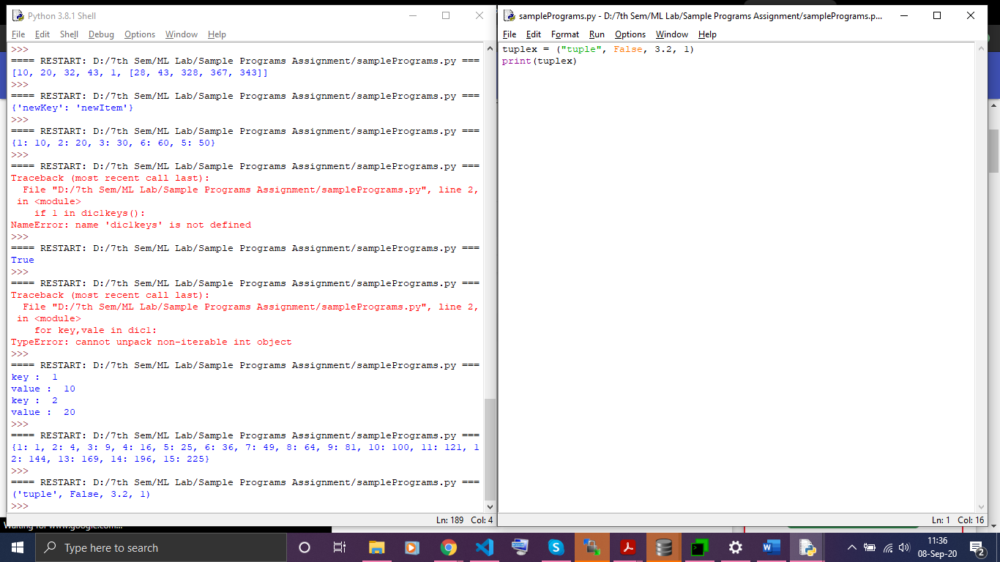 Python 3.8.1 Shell
File Edit Shell Debug Options Window Help
>>>
==== RESTART: D:/7th Sem/ML Lab/Sample Programs Assignment/samplePrograms.py ===
[10, 20, 32, 43, 1, [28, 43, 328, 367, 343]]
>>>
==== RESTART: D:/7th Sem/ML Lab/Sample Programs Assignment/samplePrograms.py ===
{'newKey': 'newItem'}
>>>
==== RESTART: D:/7th Sem/ML Lab/Sample Programs Assignment/samplePrograms.py ===
{1: 10, 2: 20, 3: 30, 6: 60, 5: 50}
>>>
==== RESTART: D:/7th Sem/ML Lab/Sample Programs Assignment/samplePrograms.py ===
Traceback (most recent call last):
  File "D:/7th Sem/ML Lab/Sample Programs Assignment/samplePrograms.py", line 2,
 in <module>
    if 1 in dic1keys():
NameError: name 'dic1keys' is not defined
>>>
==== RESTART: D:/7th Sem/ML Lab/Sample Programs Assignment/samplePrograms.py ===
True
>>>
==== RESTART: D:/7th Sem/ML Lab/Sample Programs Assignment/samplePrograms.py ===
Traceback (most recent call last):
  File "D:/7th Sem/ML Lab/Sample Programs Assignment/samplePrograms.py", line 2,
 in <module>
    for key,vale in dic1:
TypeError: cannot unpack non-iterable int object
>>>
==== RESTART: D:/7th Sem/ML Lab/Sample Programs Assignment/samplePrograms.py ===
key :  1
value :  10
key :  2
value :  20
>>>
==== RESTART: D:/7th Sem/ML Lab/Sample Programs Assignment/samplePrograms.py ===
{1: 1, 2: 4, 3: 9, 4: 16, 5: 25, 6: 36, 7: 49, 8: 64, 9: 81, 10: 100, 11: 121, 1
2: 144, 13: 169, 14: 196, 15: 225}
>>>
==== RESTART: D:/7th Sem/ML Lab/Sample Programs Assignment/samplePrograms.py ===
('tuple', False, 3.2, 1)
>>>
Ln: 189 Col: 4
samplePrograms.py - D:/7th Sem/ML Lab/Sample Programs Assignment/samplePrograms.p...
File Edit Format Run Options Window Help
tuplex = ("tuple", False, 3.2, 1)
print(tuplex)
Ln: 1 Col: 16
Waiting for www.google.com...
Type here to search
11:36
08-Sep-20
2